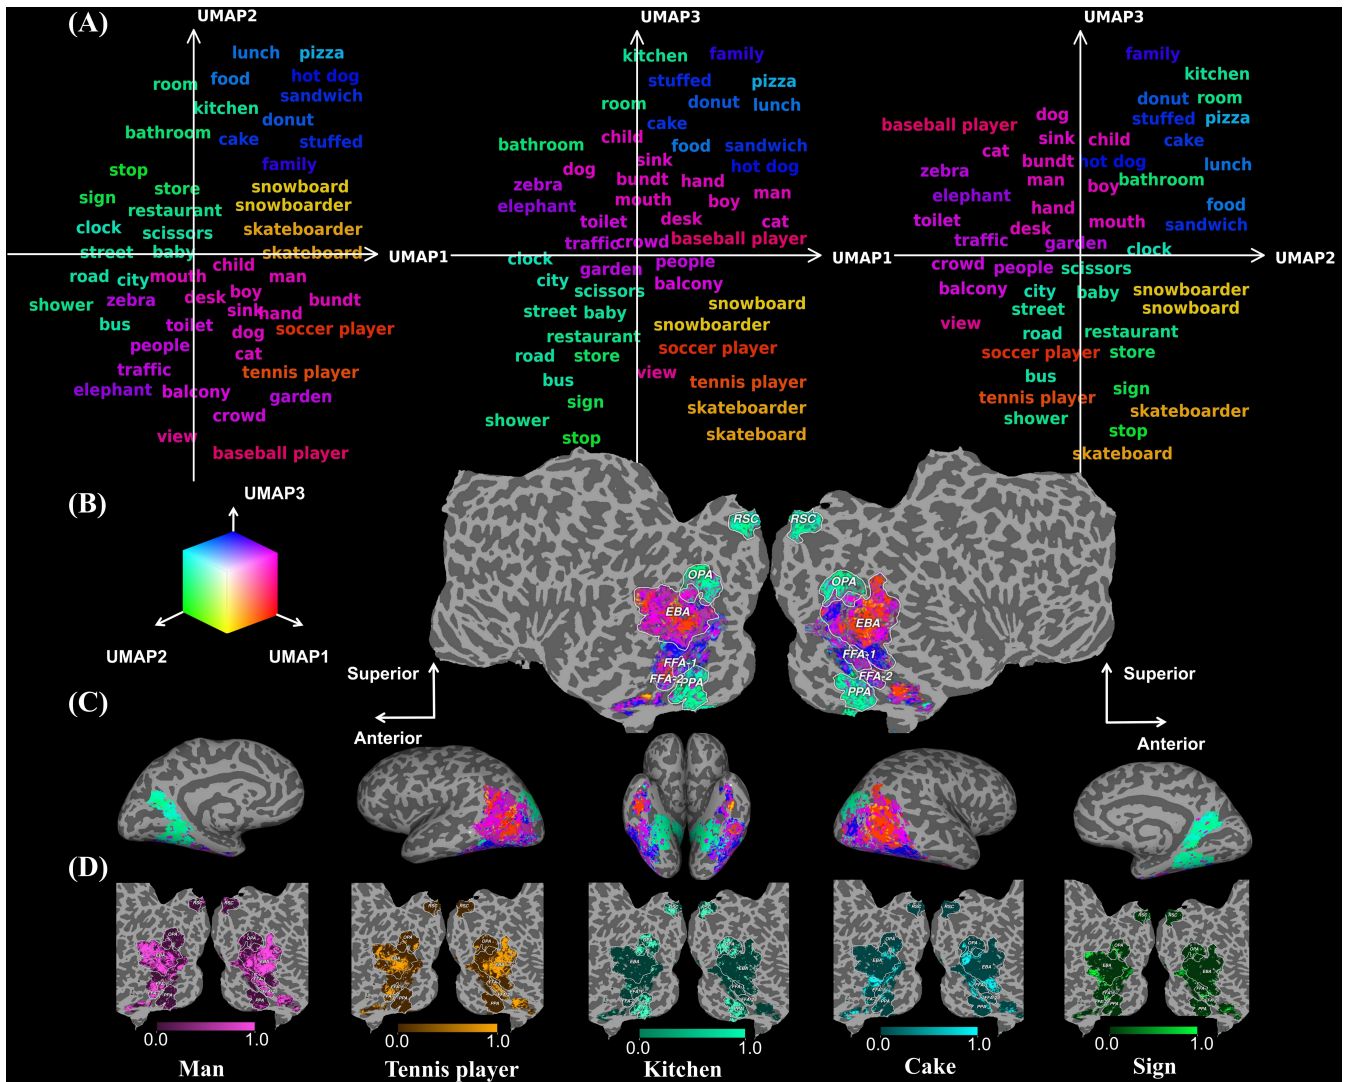 (A)
UMAP2
lunch pizza
food hot dog
room sandwich
kitchen
donut
bathroom
cake stuffed
family
stop
store snowboard
sign
restaurant snowboarder
clock scissors skateboarder
street baby skateboard
UMAP1
child
road city mouth man
desk boy
shower zebra bundt
sink hand
bus toilet dog soccer player
people cat
traffic tennis player
elephant balcony garden
crowd
view
baseball player
UMAP3
kitchen family
stuffed pizza
room donut lunch
cake
child
bathroom food sandwich
sink
dog hot dog
zebra bundt hand
mouth boy man
elephant
toilet desk cat
traffic crowd baseball player
UMAP1
clock people
garden
city balcony
scissors
snowboard
street baby
snowboarder
restaurant
soccer player
road store
view
bus tennis player
sign skateboarder
shower
stop skateboard
UMAP3
family
kitchen
donut room
dog stuffed pizza
baseball player
sink child cake
cat
bundt hot dog lunch
zebra
man boy bathroom
elephant
hand food
toilet desk mouth sandwich
traffic garden
clock
UMAP2
crowd people scissors
balcony city baby snowboarder
street snowboard
view
road restaurant
soccer player store
bus
tennis player sign
shower skateboarder
stop
skateboard
(B)
UMAP3
UMAP2
UMAP1
RSC RSC
OPA OPA
EBA EBA
FFA-1 FFA-1
FFA-2 PPA FFA-2 PPA
Superior
Anterior
Superior
Anterior
(C)
(D)
0.0 1.0
Man
0.0 1.0
Tennis player
0.0 1.0
Kitchen
0.0 1.0
Cake
0.0 1.0
Sign